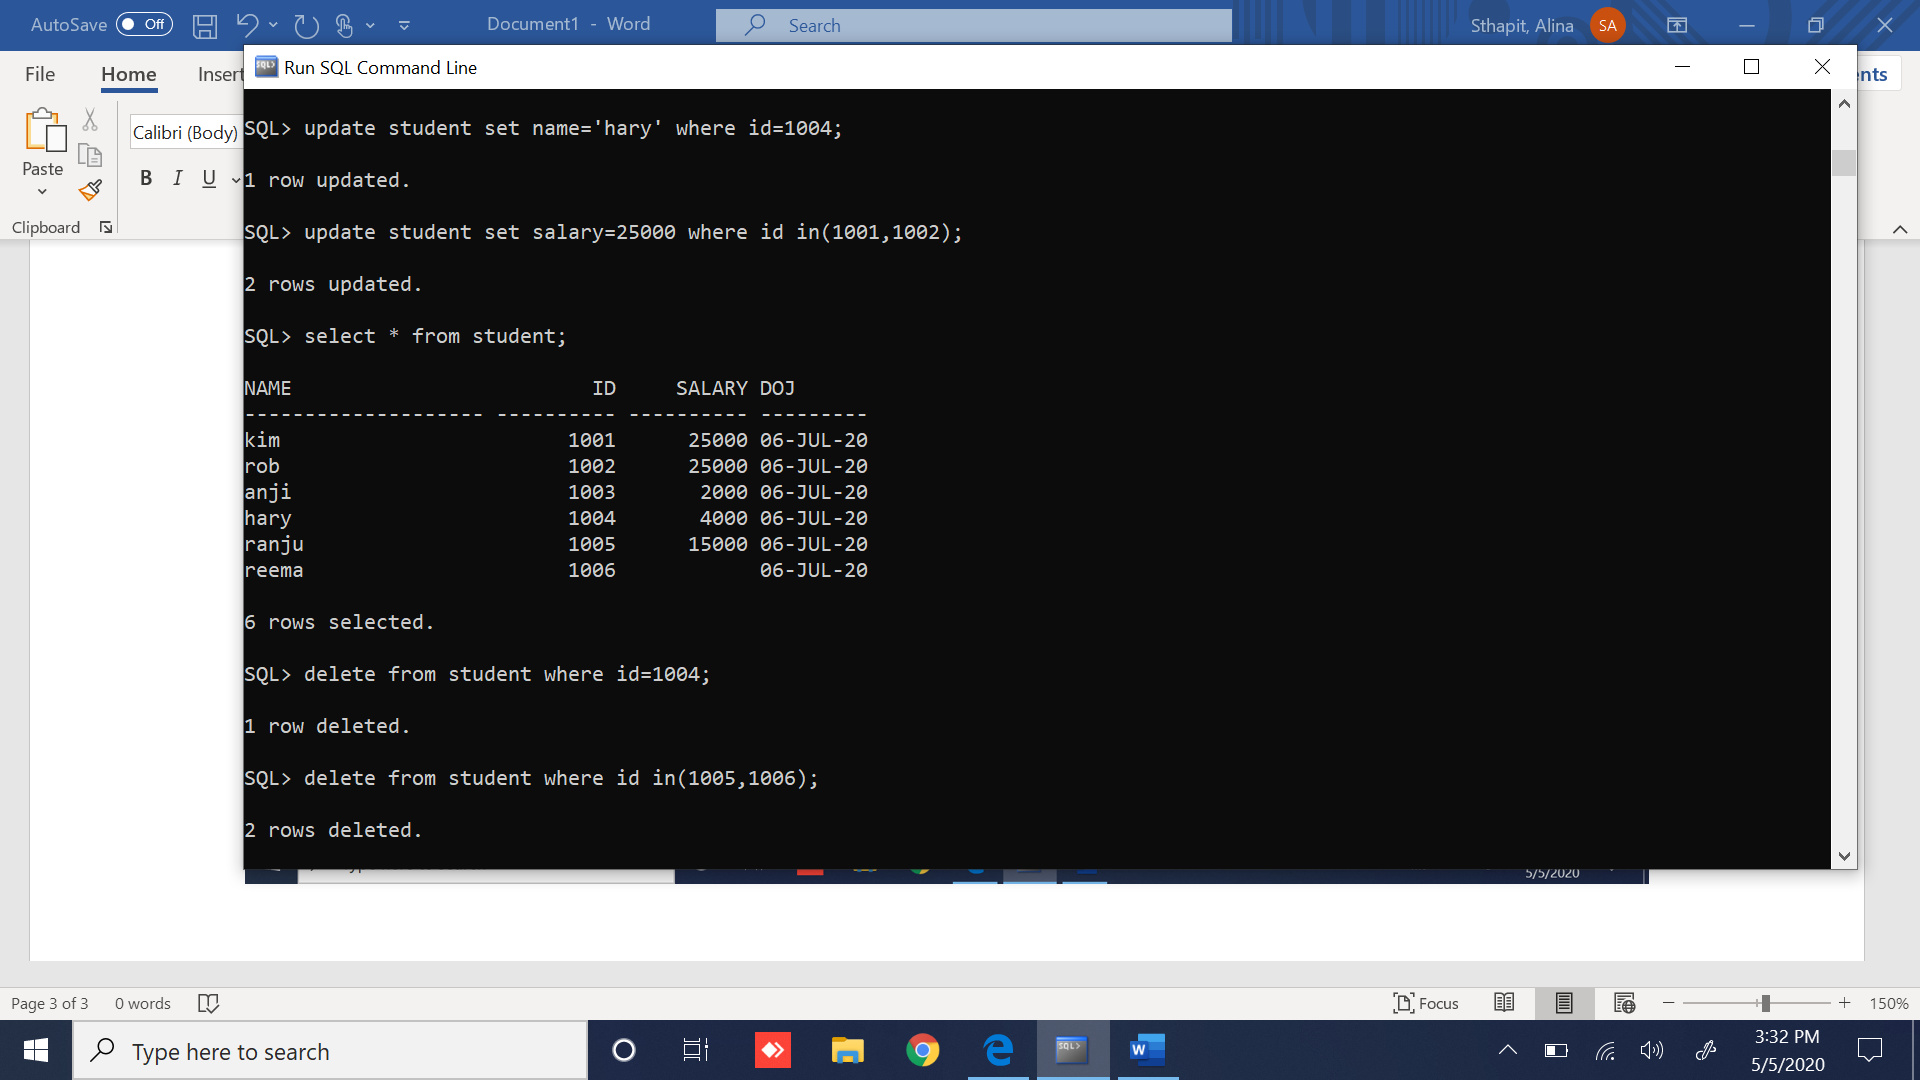 AutoSave Off Document1 - Word Search Sthapit, Alina SA
Run SQL Command Line
File Home Insert nts
Calibri (Body)
Paste
B I U
Clipboard
SQL> update student set name='hary' where id=1004;
1 row updated.
SQL> update student set salary=25000 where id in(1001,1002);
2 rows updated.
SQL> select * from student;
NAME ID SALARY DOJ
-------------------- ---------- ---------- ---------
kim 1001 25000 06-JUL-20
rob 1002 25000 06-JUL-20
anji 1003 2000 06-JUL-20
hary 1004 4000 06-JUL-20
ranju 1005 15000 06-JUL-20
reema 1006 06-JUL-20
6 rows selected.
SQL> delete from student where id=1004;
1 row deleted.
SQL> delete from student where id in(1005,1006);
2 rows deleted.
5/5/2020
Page 3 of 3 0 words Focus 150%
Type here to search SQL> W 3:32 PM
5/5/2020